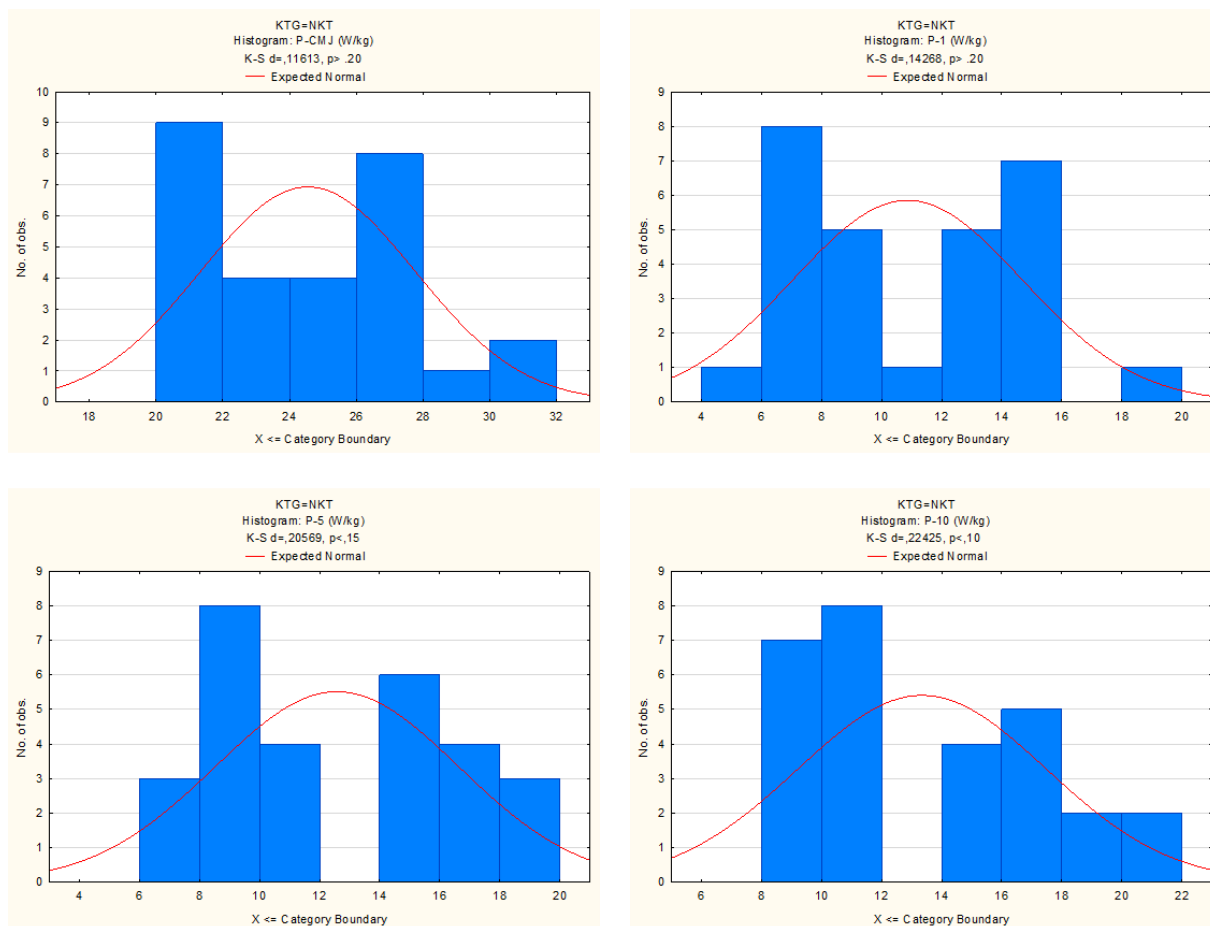 KTG=NKT
Histogram: P-CMJ (W/kg)
K-S d=,11613, p> .20
Expected Normal
10
9
8
7
6
5
4
3
2
1
0
No. of obs.
18 20 22 24 26 28 30 32
X <= Category Boundary
KTG=NKT
Histogram: P-1 (W/kg)
K-S d=,14268, p> .20
Expected Normal
9
8
7
6
5
4
3
2
1
0
No. of obs.
4 6 8 10 12 14 16 18 20
X <= Category Boundary
KTG=NKT
Histogram: P-5 (W/kg)
K-S d=,20569, p<,15
Expected Normal
9
8
7
6
5
4
3
2
1
0
No. of obs.
4 6 8 10 12 14 16 18 20
X <= Category Boundary
KTG=NKT
Histogram: P-10 (W/kg)
K-S d=,22425, p<,10
Expected Normal
9
8
7
6
5
4
3
2
1
0
No. of obs.
6 8 10 12 14 16 18 20 22
X <= Category Boundary